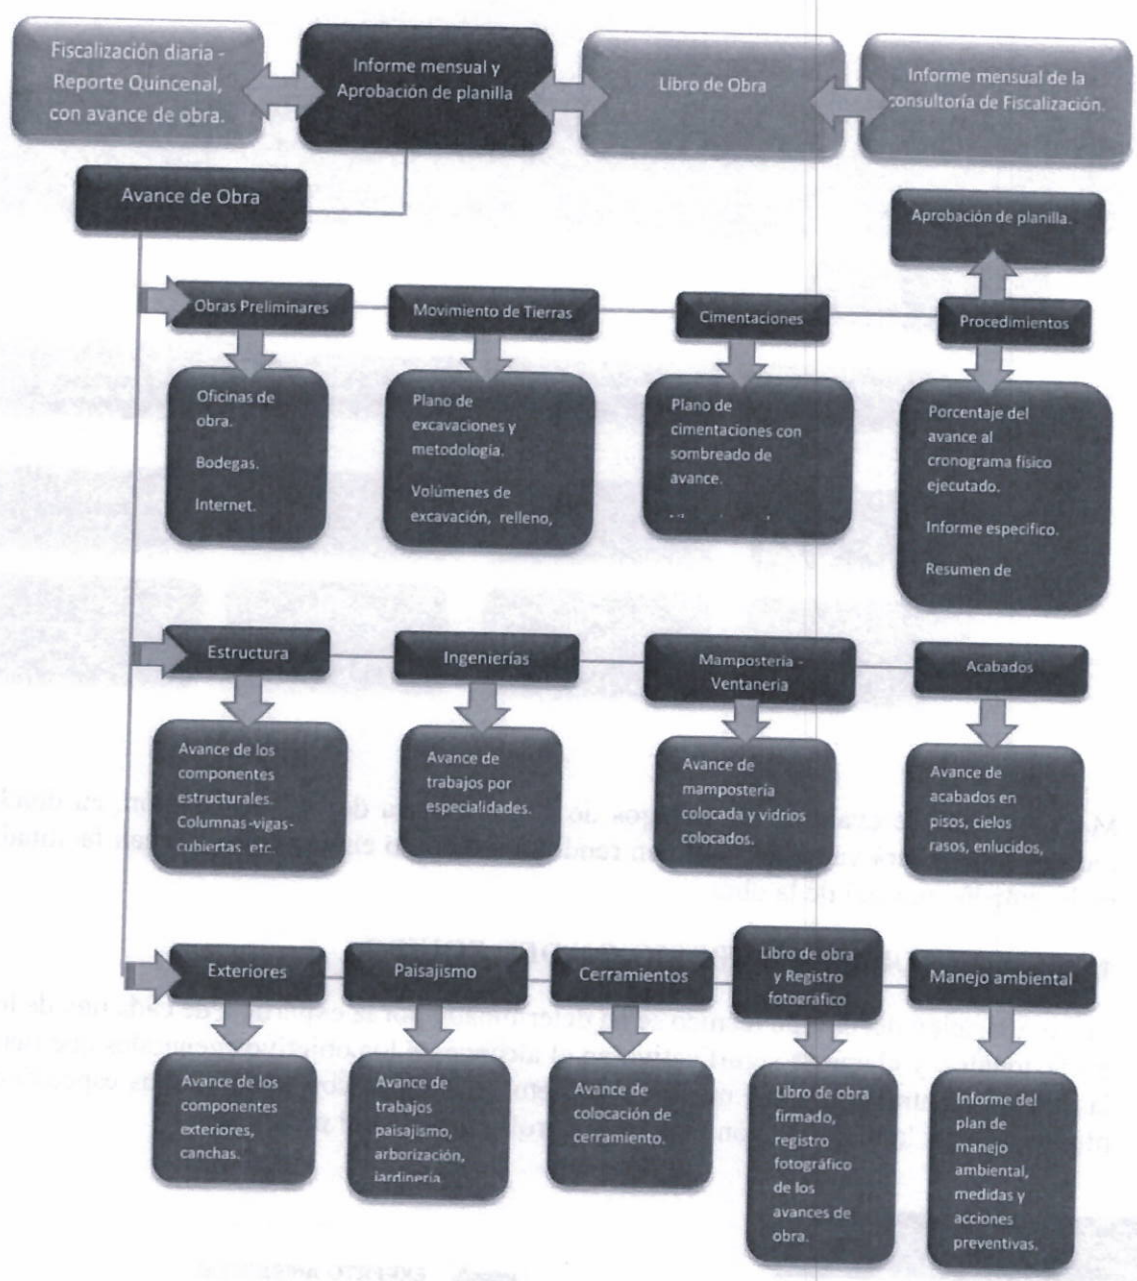 Fiscalización diaria -
Reporte Quincenal,
con avance de obra.
Informe mensual y
Aprobación de planilla
Libro de Obra
Informe mensual de la
consultoría de Fiscalización.
Avance de Obra
Aprobación de planilla.
Obras Preliminares
Movimiento de Tierras
Cimentaciones
Procedimientos
Oficinas de
obra.
Bodegas.
Internet.
Plano de
excavaciones y
metodología.
Volúmenes de
excavación, relleno,
Plano de
cimentaciones con
sombreado de
avance.
Porcentaje del
avance al
cronograma físico
ejecutado.
Informe específico.
Resumen de
Estructura
Ingenierías
Mampostería -
Ventanería
Acabados
Avance de los
componentes
estructurales.
Columnas-vigas-
cubiertas, etc.
Avance de
trabajos por
especialidades.
Avance de
mampostería
colocada y vidrios
colocados.
Avance de
acabados en
pisos, cielos
rasos, enlucidos,
Exteriores
Paisajismo
Cerramientos
Libro de obra
y Registro
fotográfico
Manejo ambiental
Avance de los
componentes
exteriores,
canchas.
Avance de
trabajos
paisajismo,
arborización,
jardinería.
Avance de
colocación de
cerramiento.
Libro de obra
firmado,
registro
fotográfico
de los
avances de
obra.
Informe del
plan de
manejo
ambiental,
medidas y
acciones
preventivas.